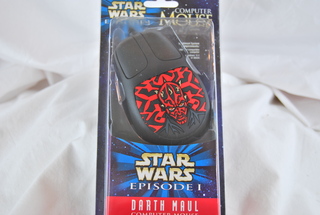 STAR WARS
EPISODE I
COMPUTER
MOUSE
STAR WARS
EPISODE I
DARTH MAUL
COMPUTER MOUSE